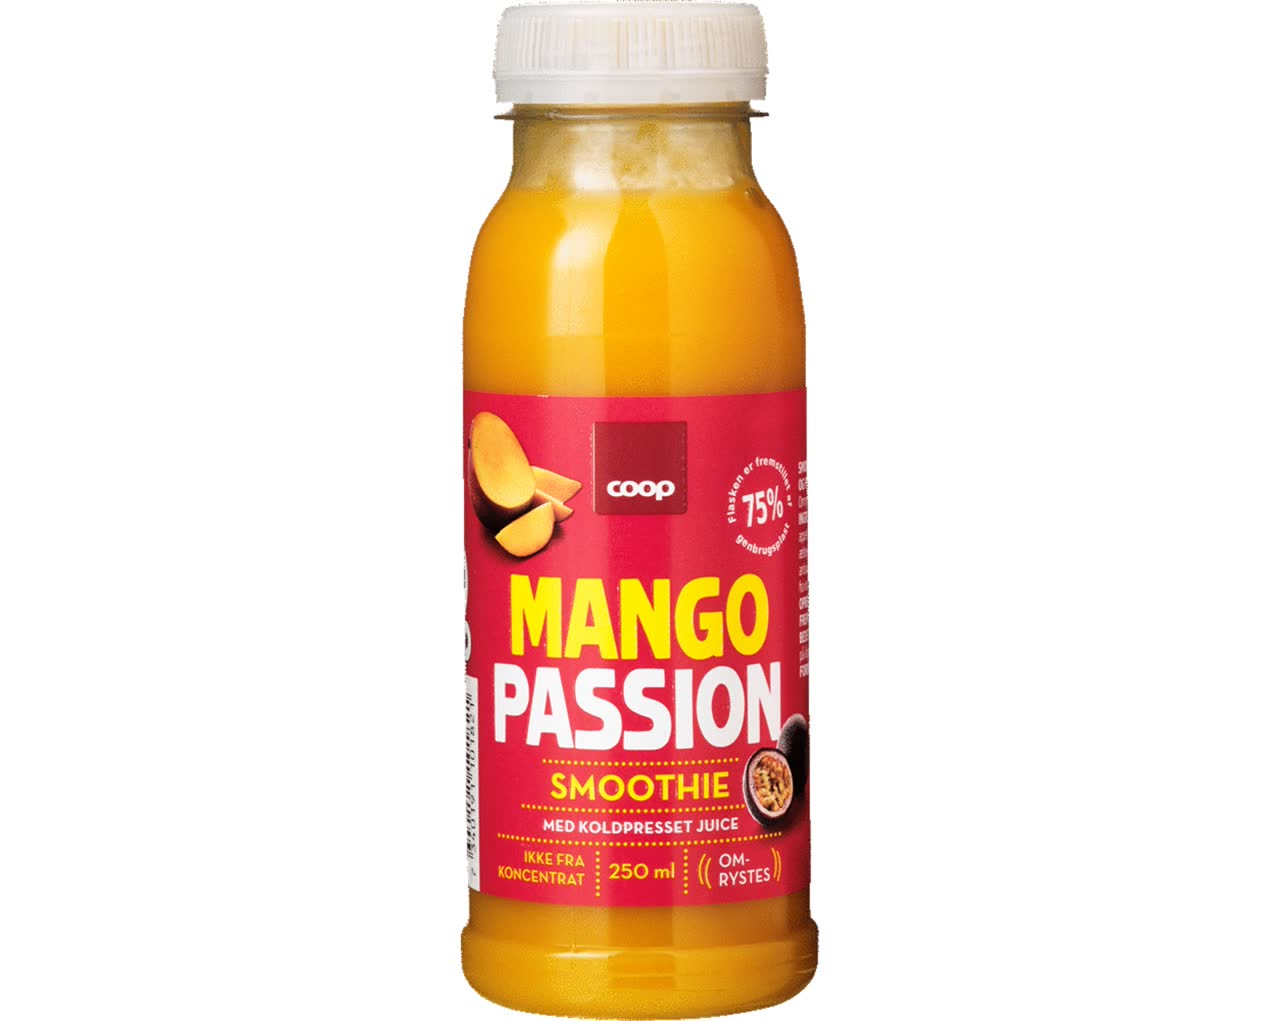 coop
Flasken er fremstillet af
75%
genbrugsplast
MANGO
PASSION
SMOOTHIE
MED KOLDPRESSET JUICE
IKKE FRA
KONCENTRAT
250 ml
OM-
RYSTES